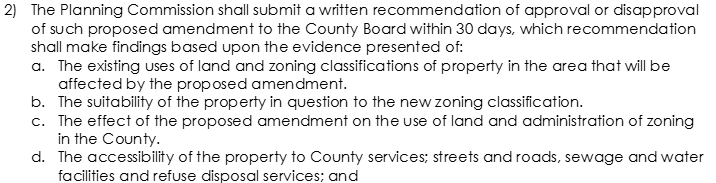 2) The Planning Commission shall submit a written recommendation of approval or disapproval
of such proposed amendment to the County Board within 30 days, which recommendation
shall make findings based upon the evidence presented of:
a. The existing uses of land and zoning classifications of property in the area that will be
affected by the proposed amendment.
b. The suitability of the property in question to the new zoning classification.
c. The effect of the proposed amendment on the use of land and administration of zoning
in the County.
d. The accessibility of the property to County services; streets and roads, sewage and water
facilities and refuse disposal services; and